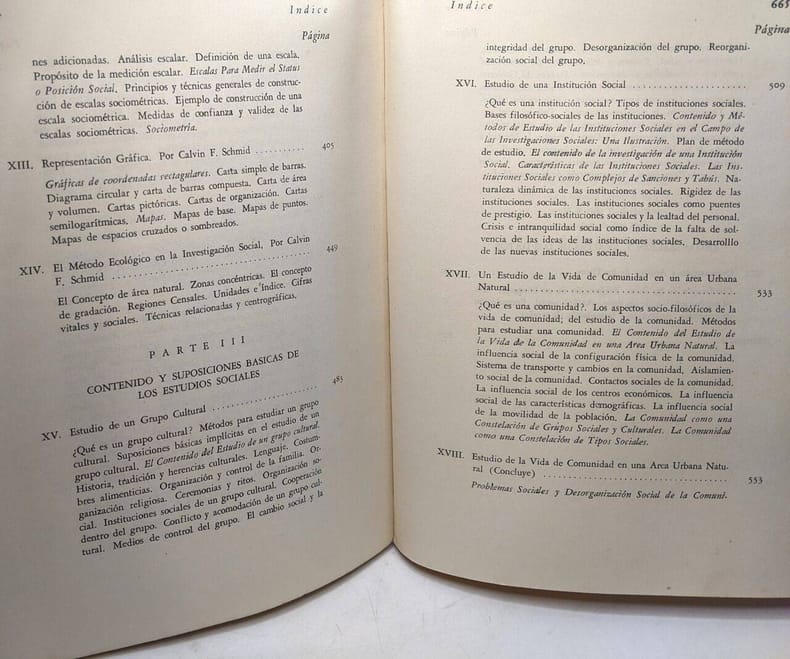 Indice
Página
nes adicionadas. Análisis escalar. Definición de una escala.
Propósito de la medición escalar. Escalas Para Medir el Status
o Posición Social. Principios y técnicas generales de construc-
ción de escalas sociométricas. Ejemplo de construcción de una
escala sociométrica. Medidas de confianza y validez de las
escalas sociométricas. Sociometria.
XIII. Representación Gráfica. Por Calvin F. Schmid ........... 405
Gráficas de coordenadas rectagulares. Carta simple de barras.
Diagrama circular y carta de barras compuesta. Carta de área
y volumen. Cartas pictóricas. Cartas de organización. Cartas
semilogarítmicas. Mapas. Mapas de base. Mapas de puntos.
Mapas de espacios cruzados o sombreados.
XIV. El Método Ecológico en la Investigación Social, Por Calvin
F. Schmid ............................ 449
El Concepto de área natural. Zonas concéntricas. El concepto
de gradación. Regiones Censales. Unidades e Indice. Cifras
vitales y sociales. Técnicas relacionadas y centrográficas.
PARTE III
CONTENIDO Y SUPOSICIONES BASICAS DE
LOS ESTUDIOS SOCIALES
XV. Estudio de un Grupo Cultural .................. 483
¿Qué es un grupo cultural? Métodos para estudiar un grupo
cultural. Suposiciones básicas implícitas en el estudio de un
grupo cultural. El Contenido del Estudio de un grupo cultural.
Historia, tradición y herencias culturales. Lenguaje. Costum-
bres alimenticias. Organización y control de la familia. Or-
ganización religiosa. Ceremonias y ritos. Organización so-
cial. Instituciones sociales de un grupo cultural. Cooperación
dentro del grupo. Conflicto y acomodación de un grupo cul-
tural. Medios de control del grupo. El cambio social y la
Indice 665
Página
integridad del grupo. Desorganización del grupo. Reorgani-
zación social del grupo.
XVI. Estudio de una Institución Social ...................... 509
¿Qué es una institución social? Tipos de instituciones sociales.
Bases filosófico-sociales de las instituciones. Contenido y Mé-
todos de Estudio de las Instituciones Sociales en el Campo de
las Investigaciones Sociales: Una Ilustración. Plan de método
de estudio. El contenido de la investigación de una Institución
Social. Características de las Instituciones Sociales. Las Ins-
tituciones Sociales como Complejos de Sanciones y Tabús. Na-
turaleza dinámica de las instituciones sociales. Rigidez de las
instituciones sociales. Las instituciones sociales como puentes
de prestigio. Las instituciones sociales y la lealtad del personal.
Crisis e intranquilidad social como índice de la falta de sol-
vencia de las ideas de las instituciones sociales. Desarrolllo
de las nuevas instituciones sociales.
XVII. Un Estudio de la Vida de Comunidad en un área Urbana
Natural ........................................ 533
¿Qué es una comunidad?. Los aspectos socio-filosóficos de la
vida de comunidad; del estudio de la comunidad. Métodos
para estudiar una comunidad. El Contenido del Estudio de
la Vida de la Comunidad en una Area Urbana Natural. La
influencia social de la configuración física de la comunidad.
Sistema de transporte y cambios en la comunidad. Aislamien-
to social de la comunidad. Contactos sociales de la comunidad.
La influencia social de los centros económicos. La influencia
social de las características demográficas. La influencia social
de la movilidad de la población. La Comunidad como una
Constelación de Grupos Sociales y Culturales. La Comunidad
como una Constelación de Tipos Sociales.
XVIII. Estudio de la Vida de Comunidad en una Area Urbana Natu-
ral (Concluye) ................................ 553
Problemas Sociales y Desorganización Social de la Comuni-